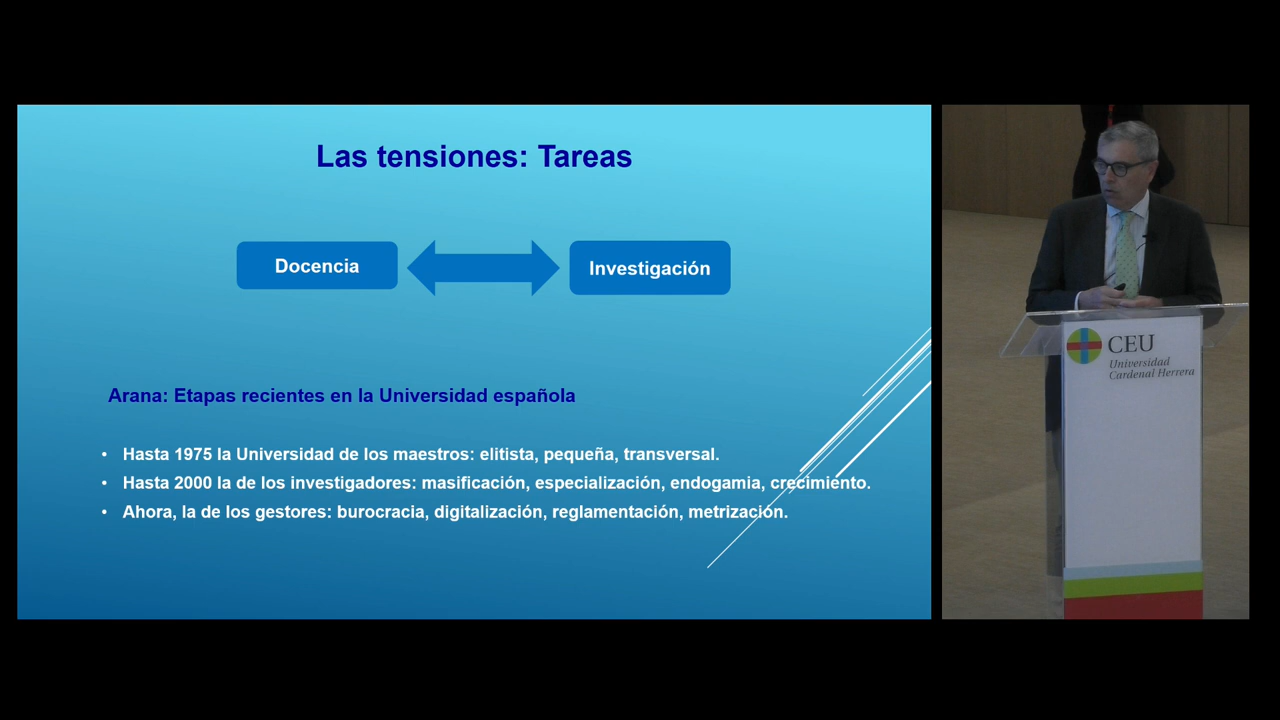 Las tensiones: Tareas
Docencia
Investigación
Arana: Etapas recientes en la Universidad española
• Hasta 1975 la Universidad de los maestros: elitista, pequeña, transversal.
• Hasta 2000 la de los investigadores: masificación, especialización, endogamia, crecimiento.
• Ahora, la de los gestores: burocracia, digitalización, reglamentación, metrización.
CEU
Universidad
Cardenal Herrera